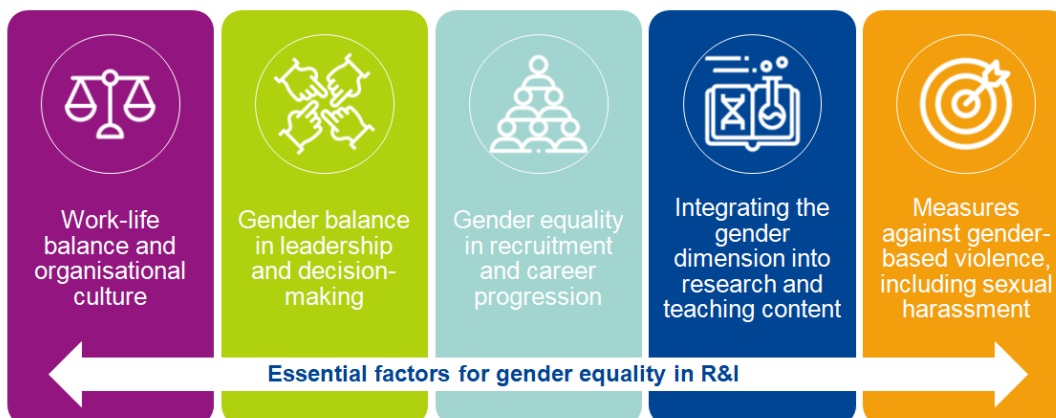 Work-life
balance and
organisational
culture
Gender balance
in leadership
and decision-
making
Gender equality
in recruitment
and career
progression
Integrating the
gender
dimension into
research and
teaching content
Measures
against gender-
based violence,
including sexual
harassment
Essential factors for gender equality in R&I